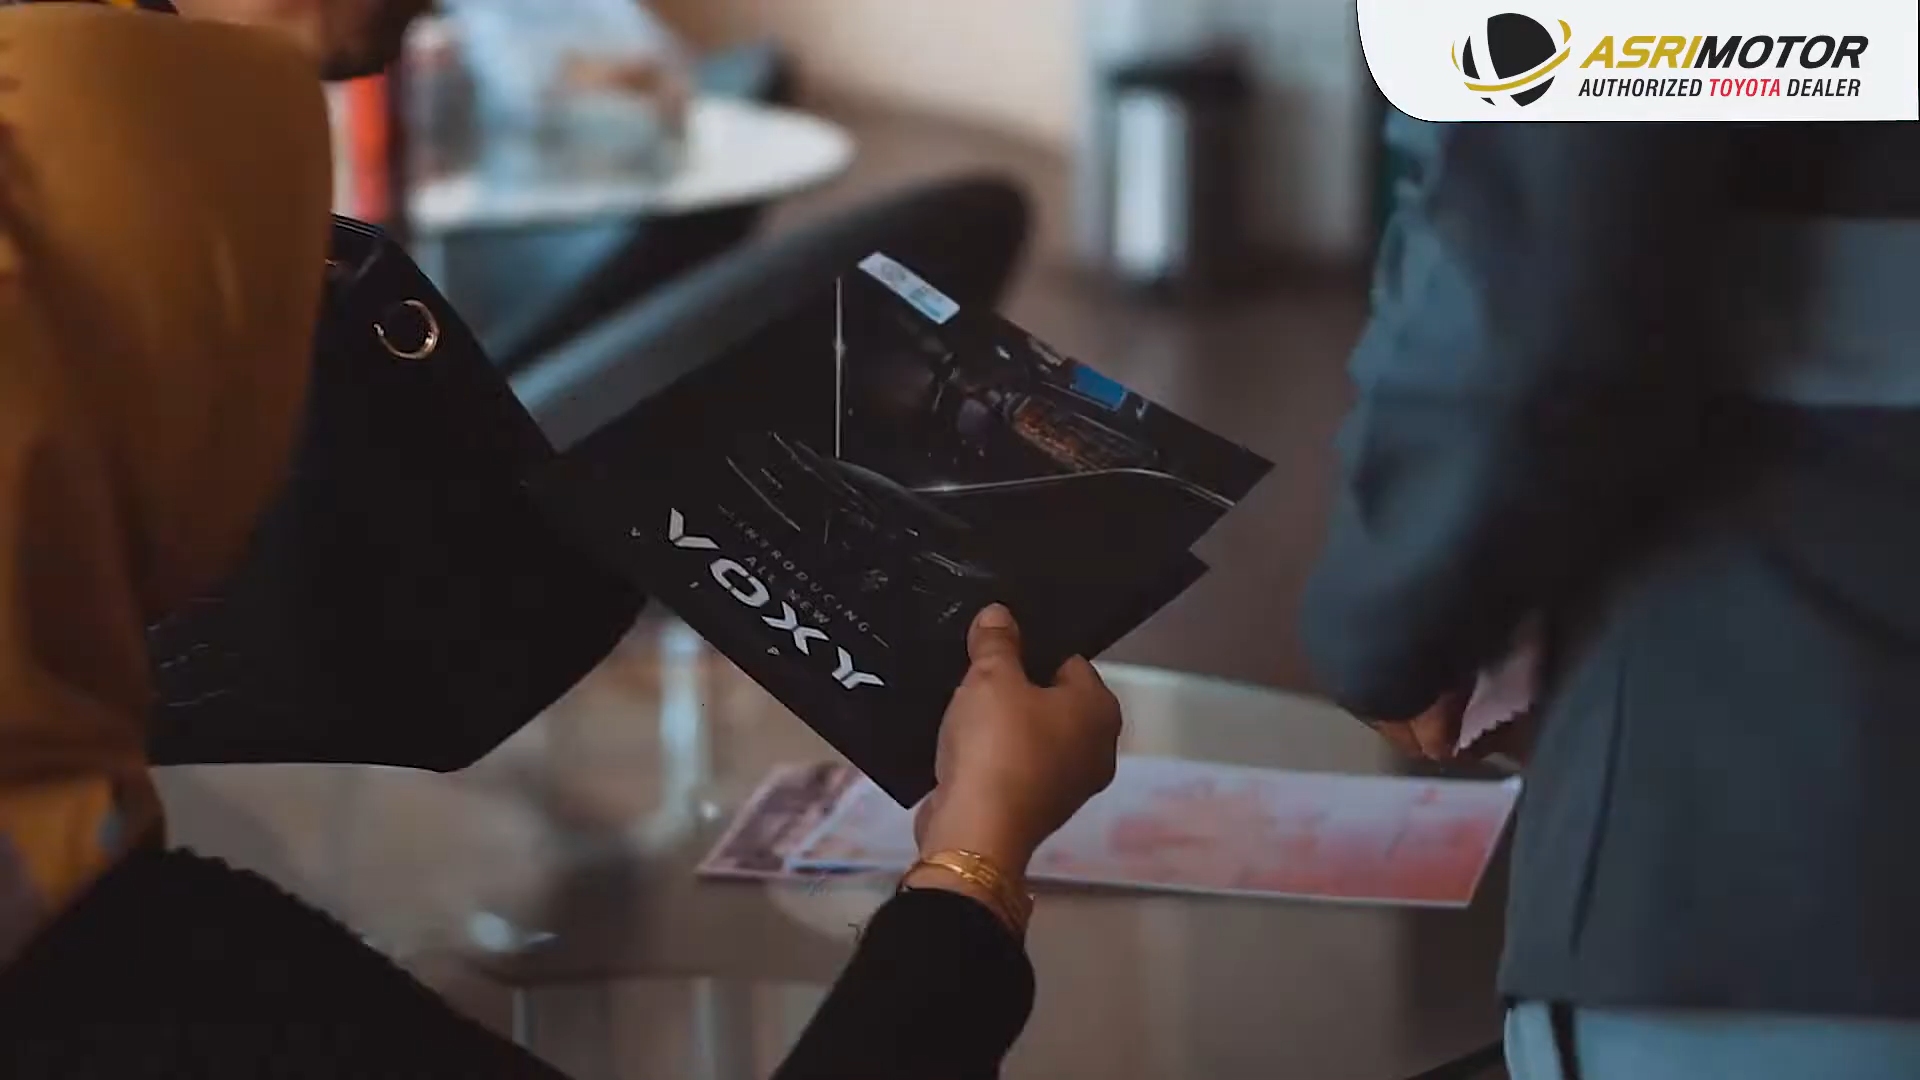 ASRIMOTOR
AUTHORIZED TOYOTA DEALER
INTRODUCING
ALL NEW
VOXY